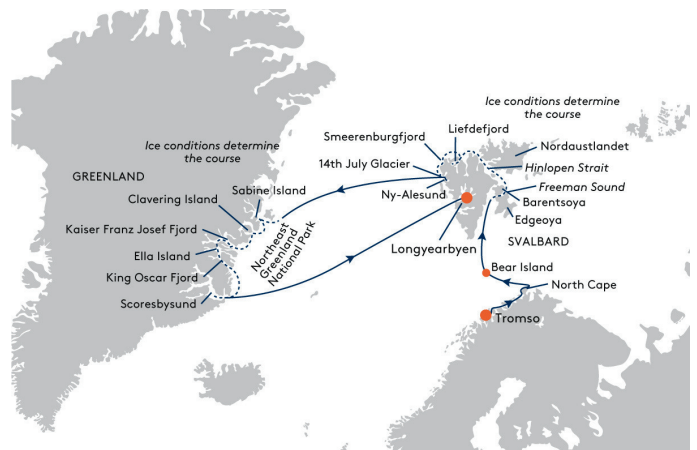 Ice conditions determine
the course
Liefdefjord
Smeerenburgfjord
Nordaustlandet
Ice conditions determine
the course
14th July Glacier
Hinlopen Strait
GREENLAND
Sabine Island
Ny-Alesund
Freeman Sound
Clavering Island
Barentsoya
Edgeoya
Kaiser Franz Josef Fjord
Northeast
Greenland
National Park
Longyearbyen
SVALBARD
Ella Island
Bear Island
King Oscar Fjord
North Cape
Scoresbysund
Tromso